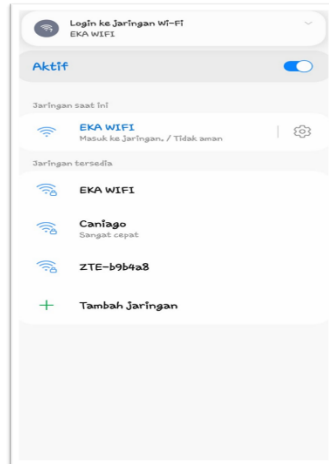 Login ke jaringan Wi-Fi
EKA WIFI
Aktif
Jaringan saat ini
EKA WIFI
Masuk ke jaringan. / Tidak aman
Jaringan tersedia
EKA WIFI
Caniago
Sangat cepat
ZTE-b9b4a8
Tambah jaringan